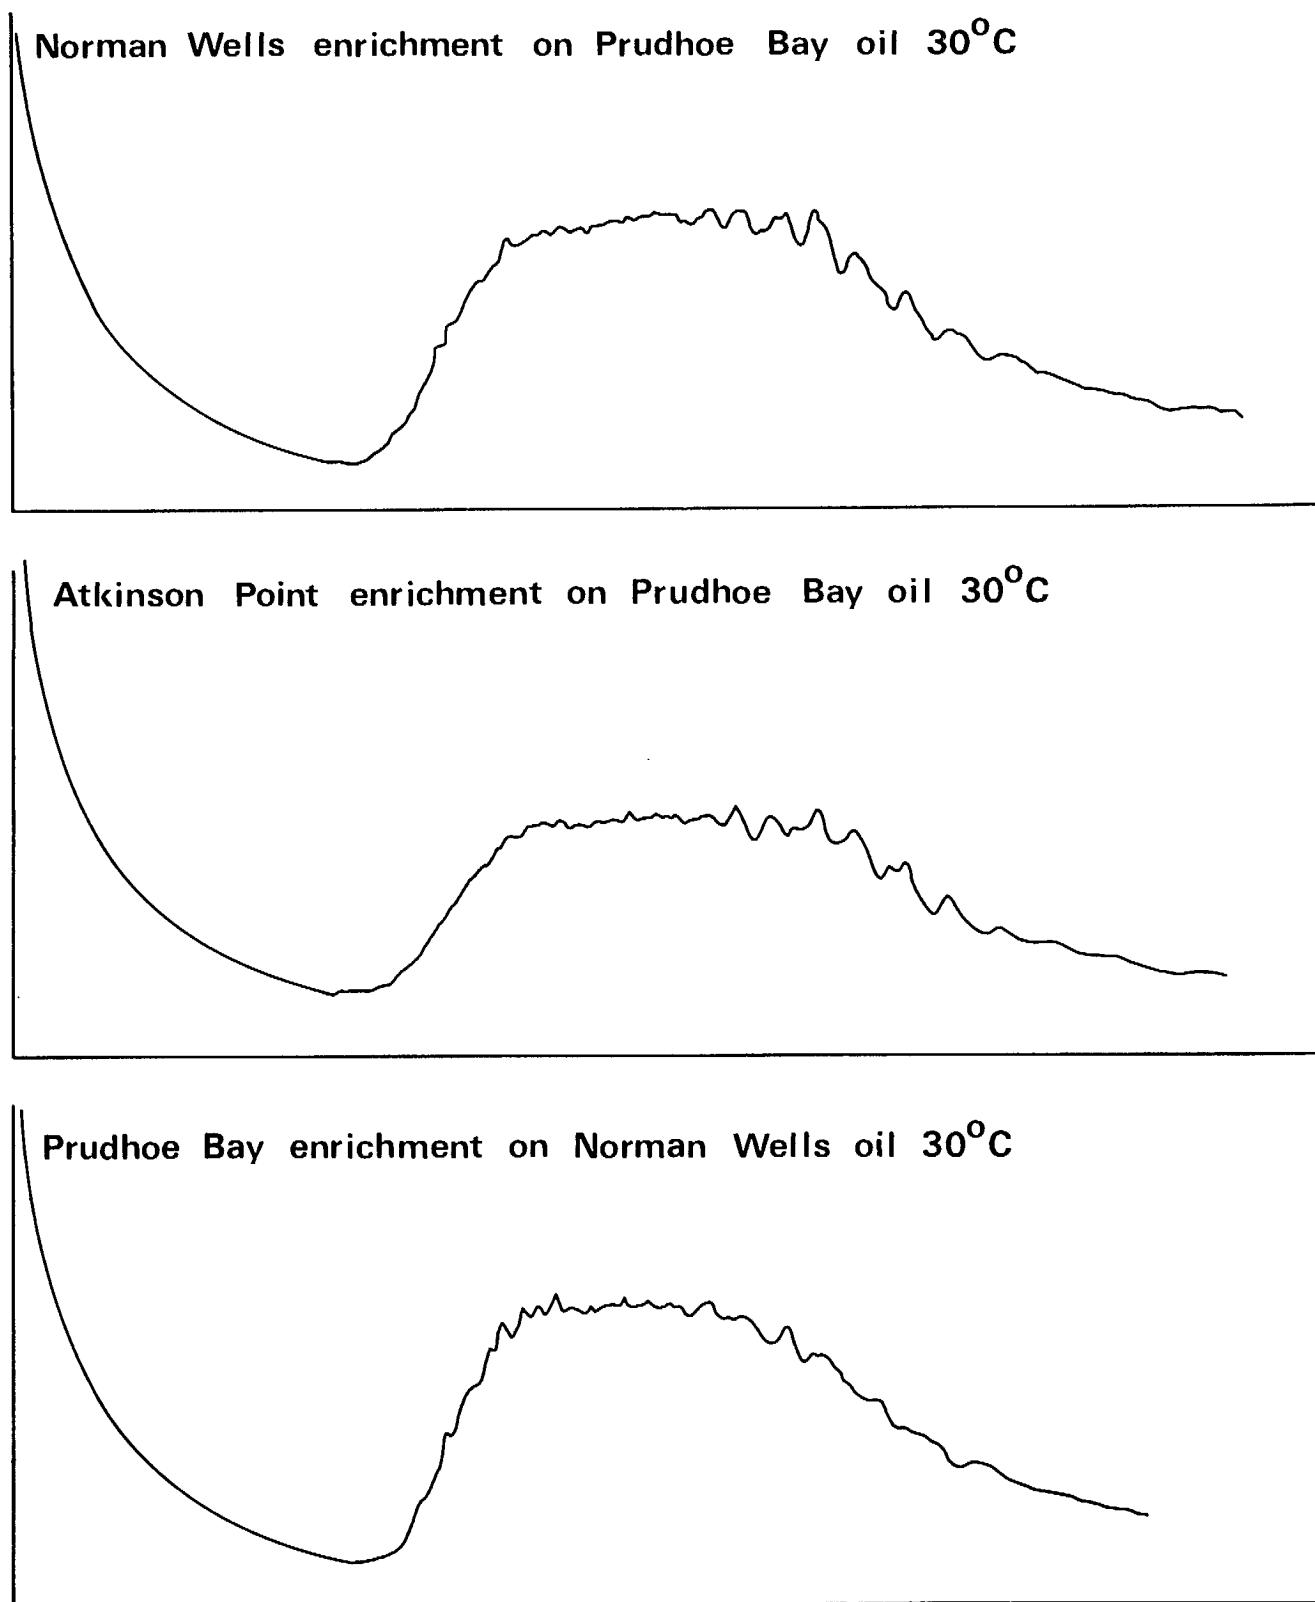 Norman Wells enrichment on Prudhoe Bay oil 30°C
Atkinson Point enrichment on Prudhoe Bay oil 30°C
Prudhoe Bay enrichment on Norman Wells oil 30°C